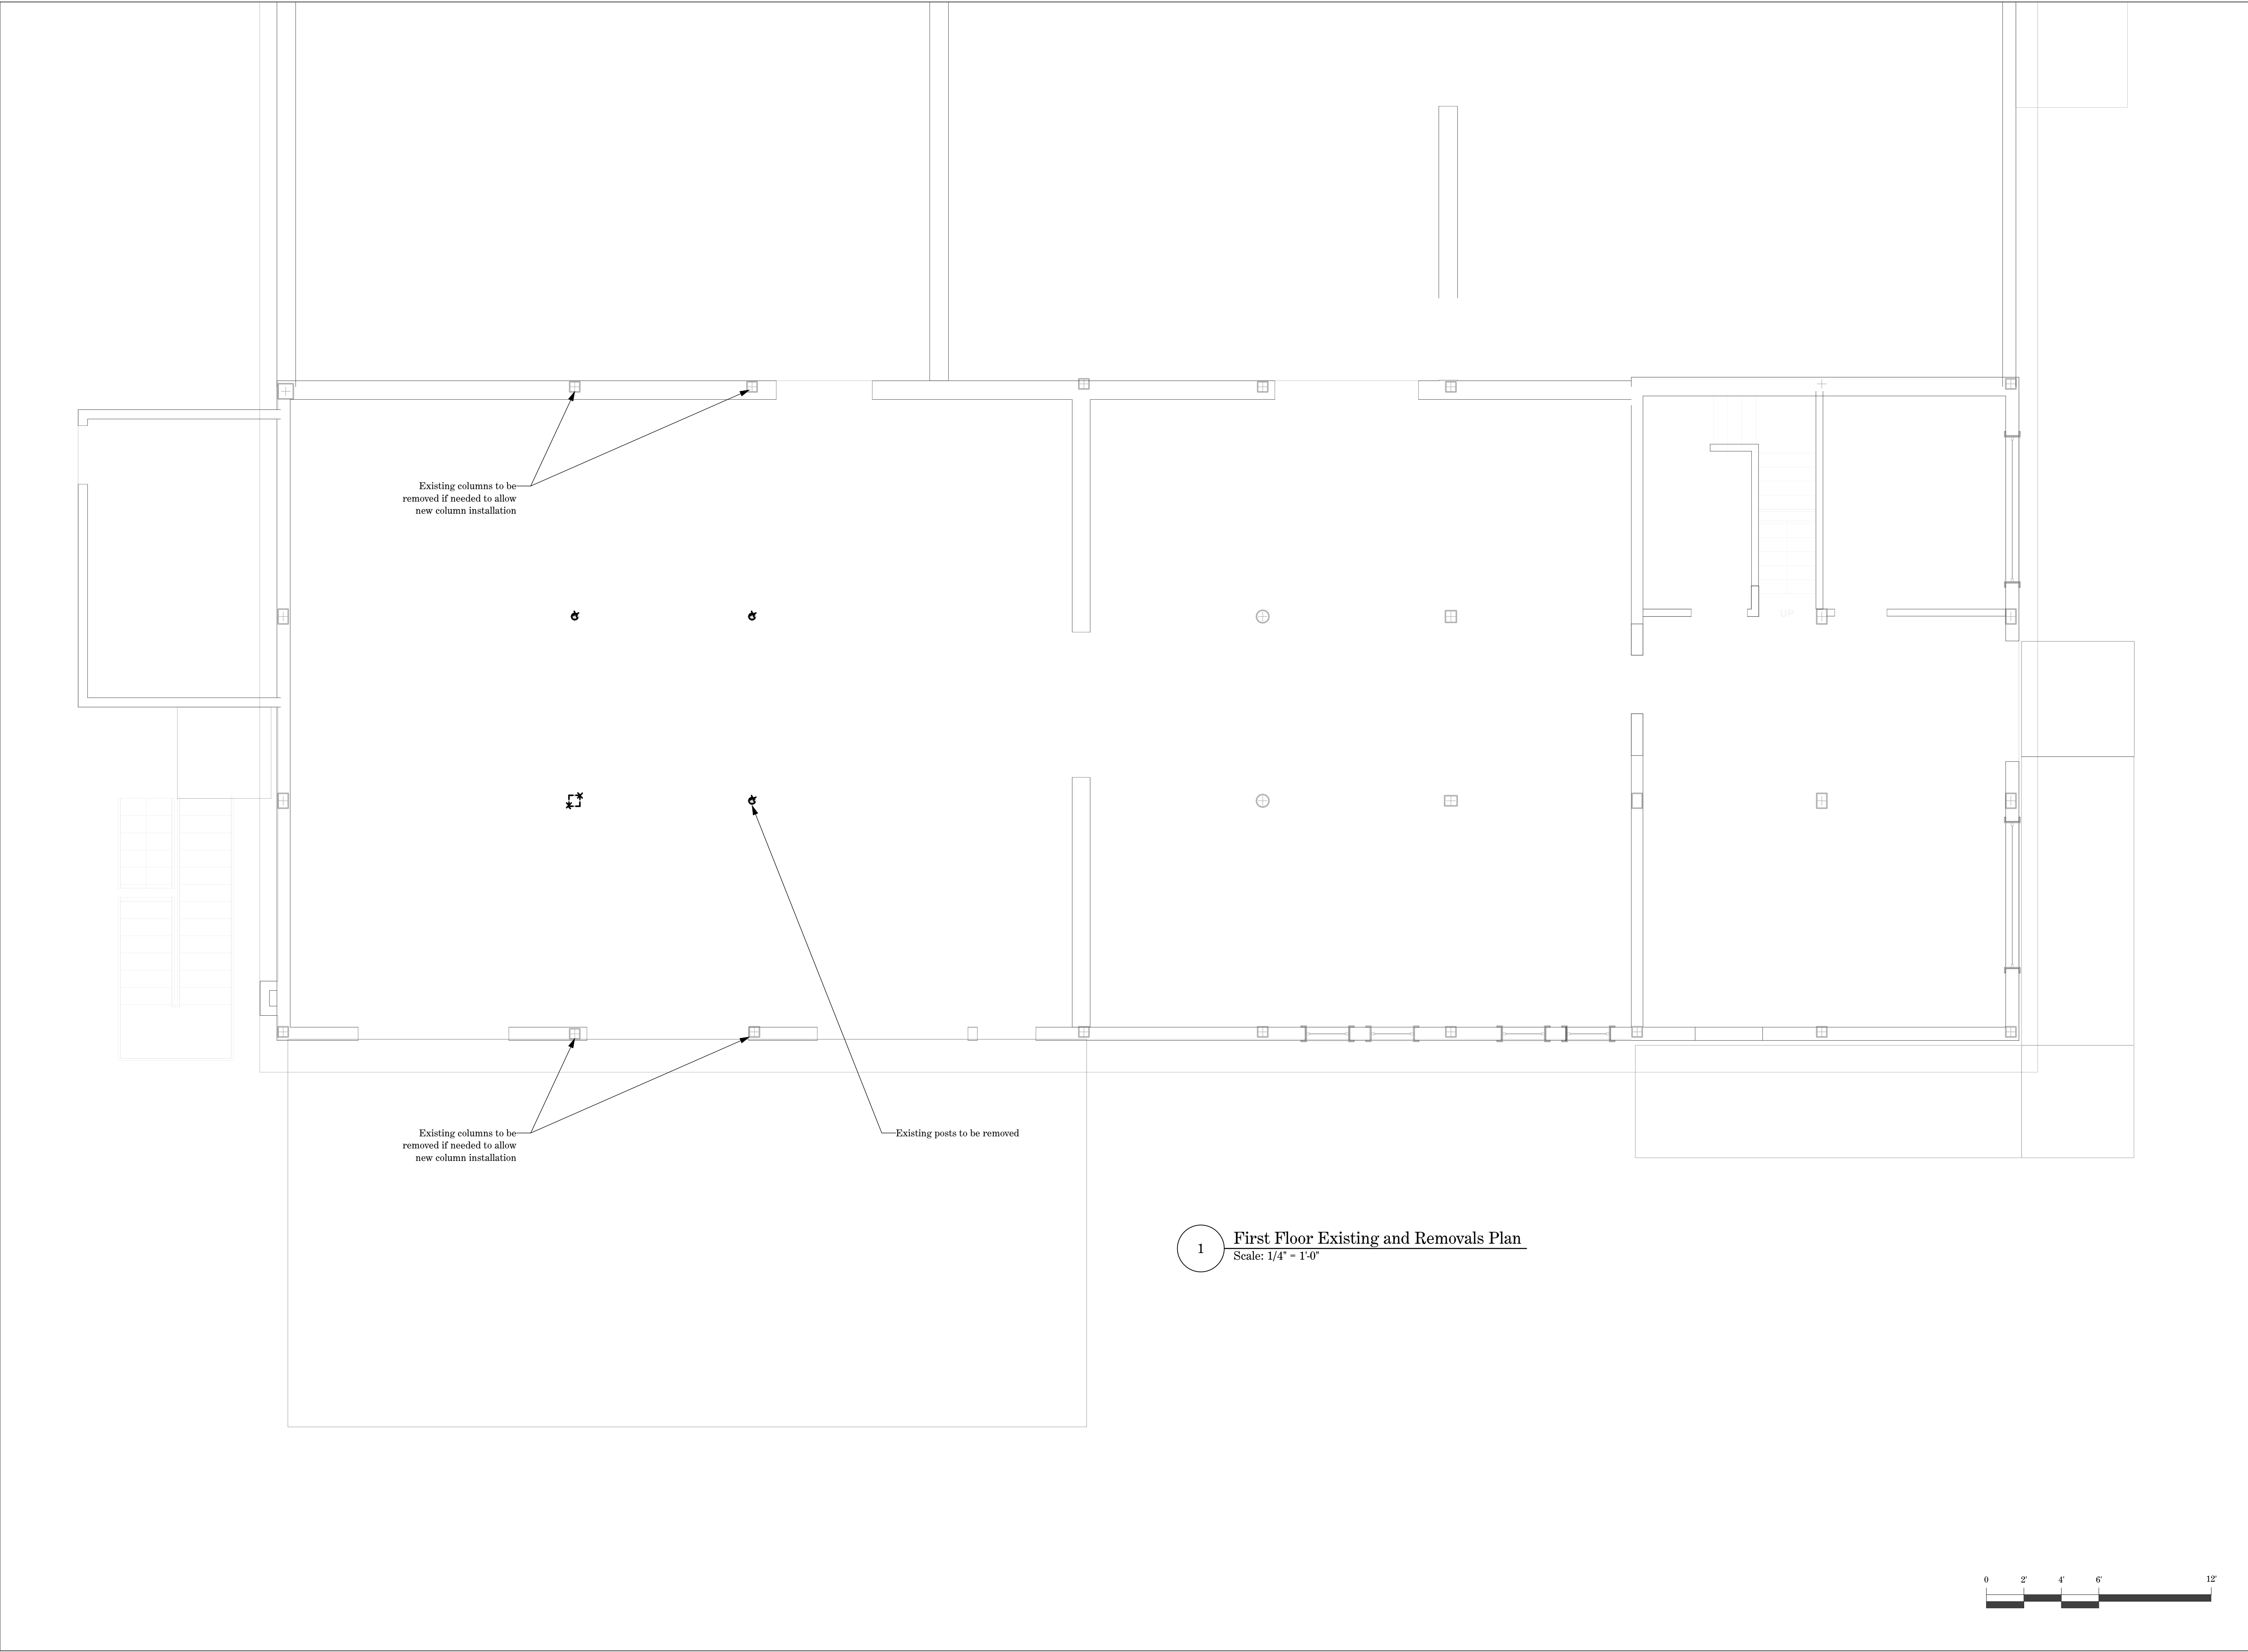 Existing columns to be
removed if needed to allow
new column installation
UP
Existing columns to be
removed if needed to allow
new column installation
Existing posts to be removed
1
First Floor Existing and Removals Plan
Scale: 1/4" = 1'-0"
0 2' 4' 6' 12'